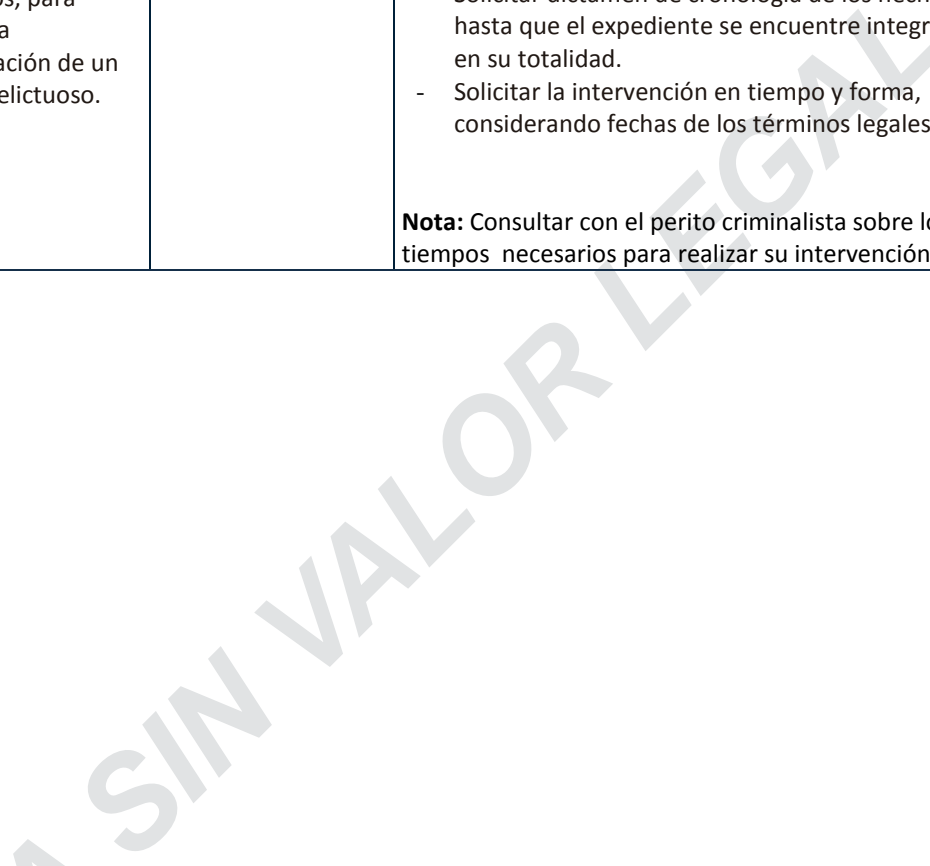 a
ación de un
elictuoso.
hasta que el expediente se encuentre integr
en su totalidad.
- Solicitar la intervención en tiempo y forma,
considerando fechas de los términos legales
Nota: Consultar con el perito criminalista sobre lo
tiempos necesarios para realizar su intervención
A SIN VALOR LEGAL